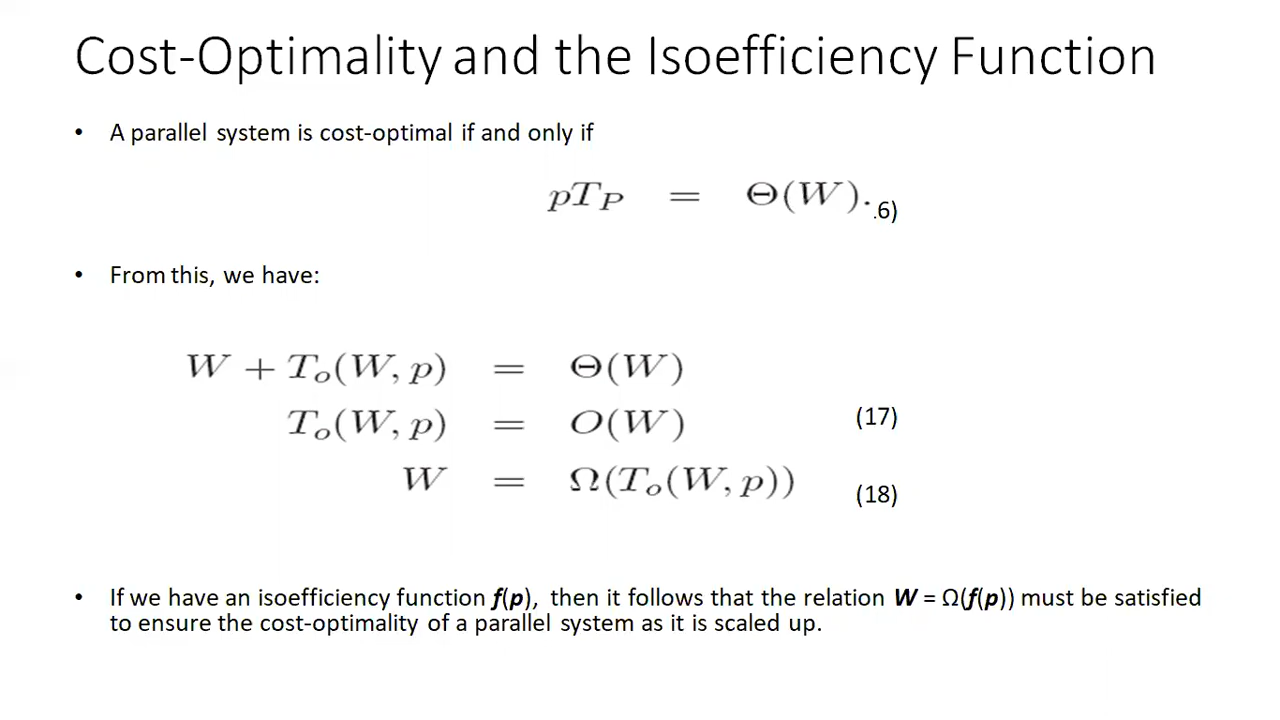 Cost-Optimality and the Isoefficiency Function
• A parallel system is cost-optimal if and only if
pT_P = Θ(W). .6)
• From this, we have:
W + T_o(W, p) = Θ(W)
T_o(W, p) = O(W) (17)
W = Ω(T_o(W, p)) (18)
• If we have an isoefficiency function f(p), then it follows that the relation W = Ω(f(p)) must be satisfied
to ensure the cost-optimality of a parallel system as it is scaled up.